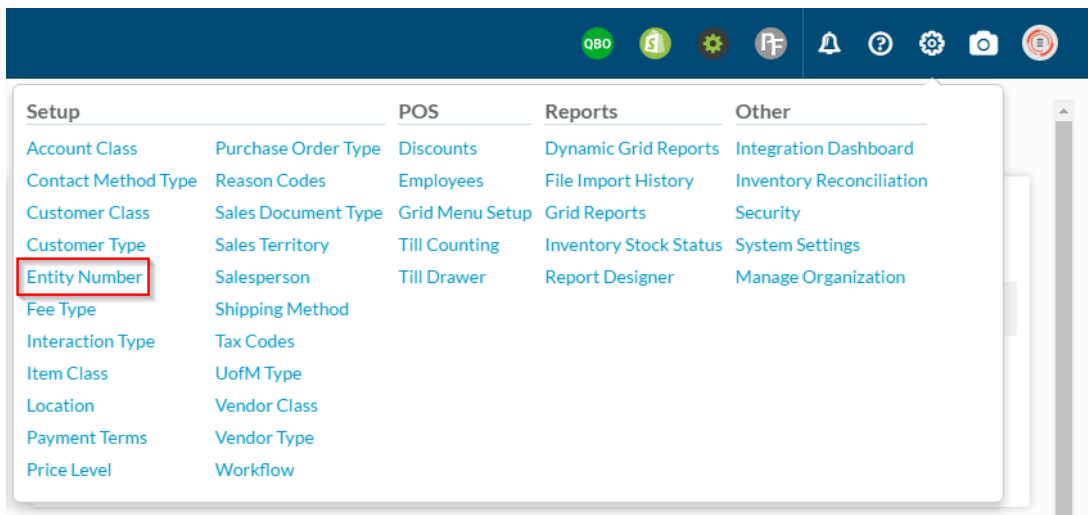 QBO
Setup
Account Class
Contact Method Type
Customer Class
Customer Type
Entity Number
Fee Type
Interaction Type
Item Class
Location
Payment Terms
Price Level
Purchase Order Type
Reason Codes
Sales Document Type
Sales Territory
Salesperson
Shipping Method
Tax Codes
UofM Type
Vendor Class
Vendor Type
Workflow
POS
Discounts
Employees
Grid Menu Setup
Till Counting
Till Drawer
Reports
Dynamic Grid Reports
File Import History
Grid Reports
Inventory Stock Status
Report Designer
Other
Integration Dashboard
Inventory Reconciliation
Security
System Settings
Manage Organization